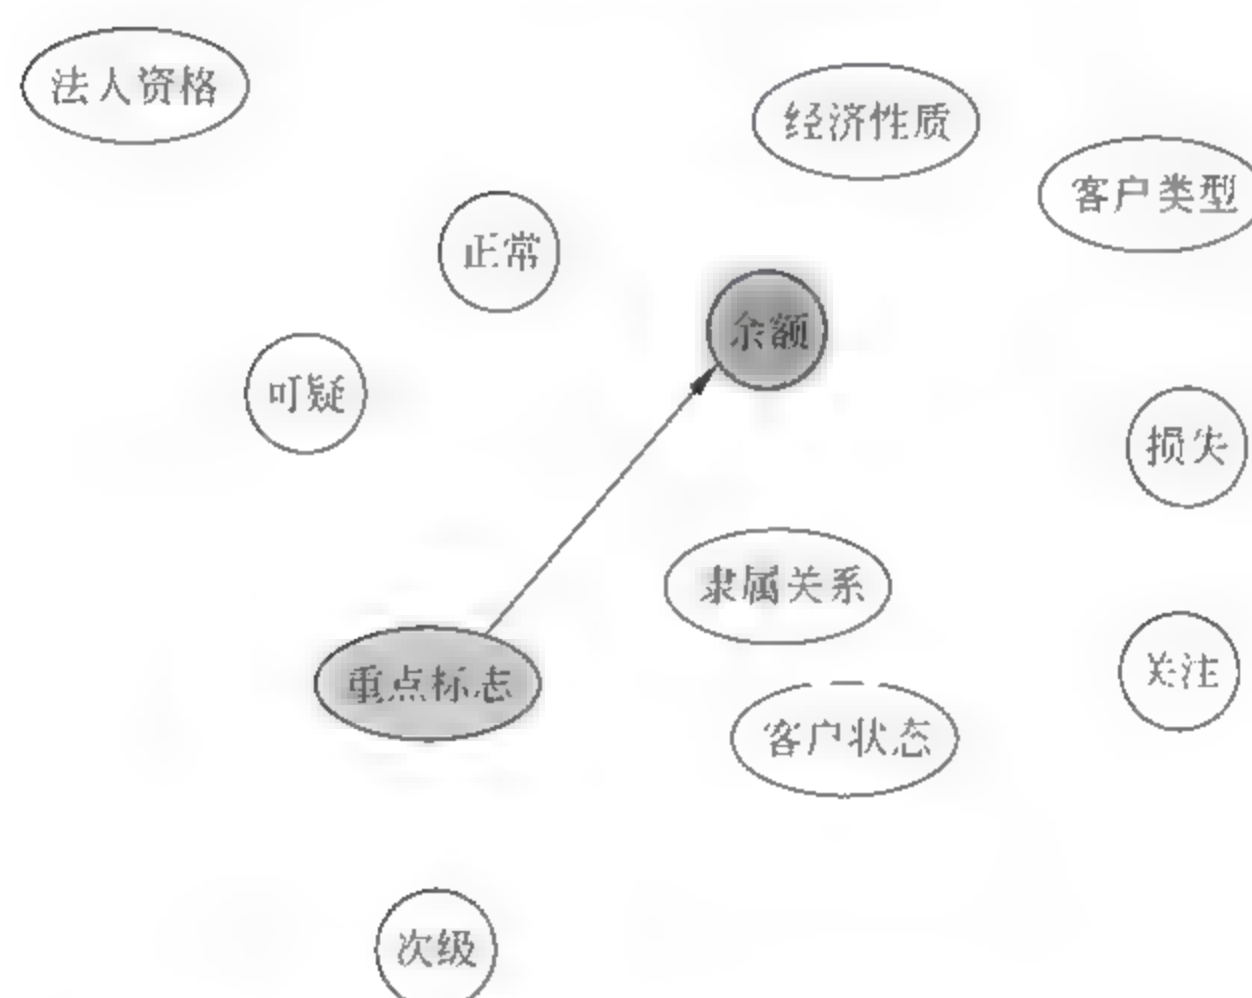 法人资格
经济性质
客户类型
正常
余额
可疑
损失
隶属关系
关注
重点标志
客户状态
次级